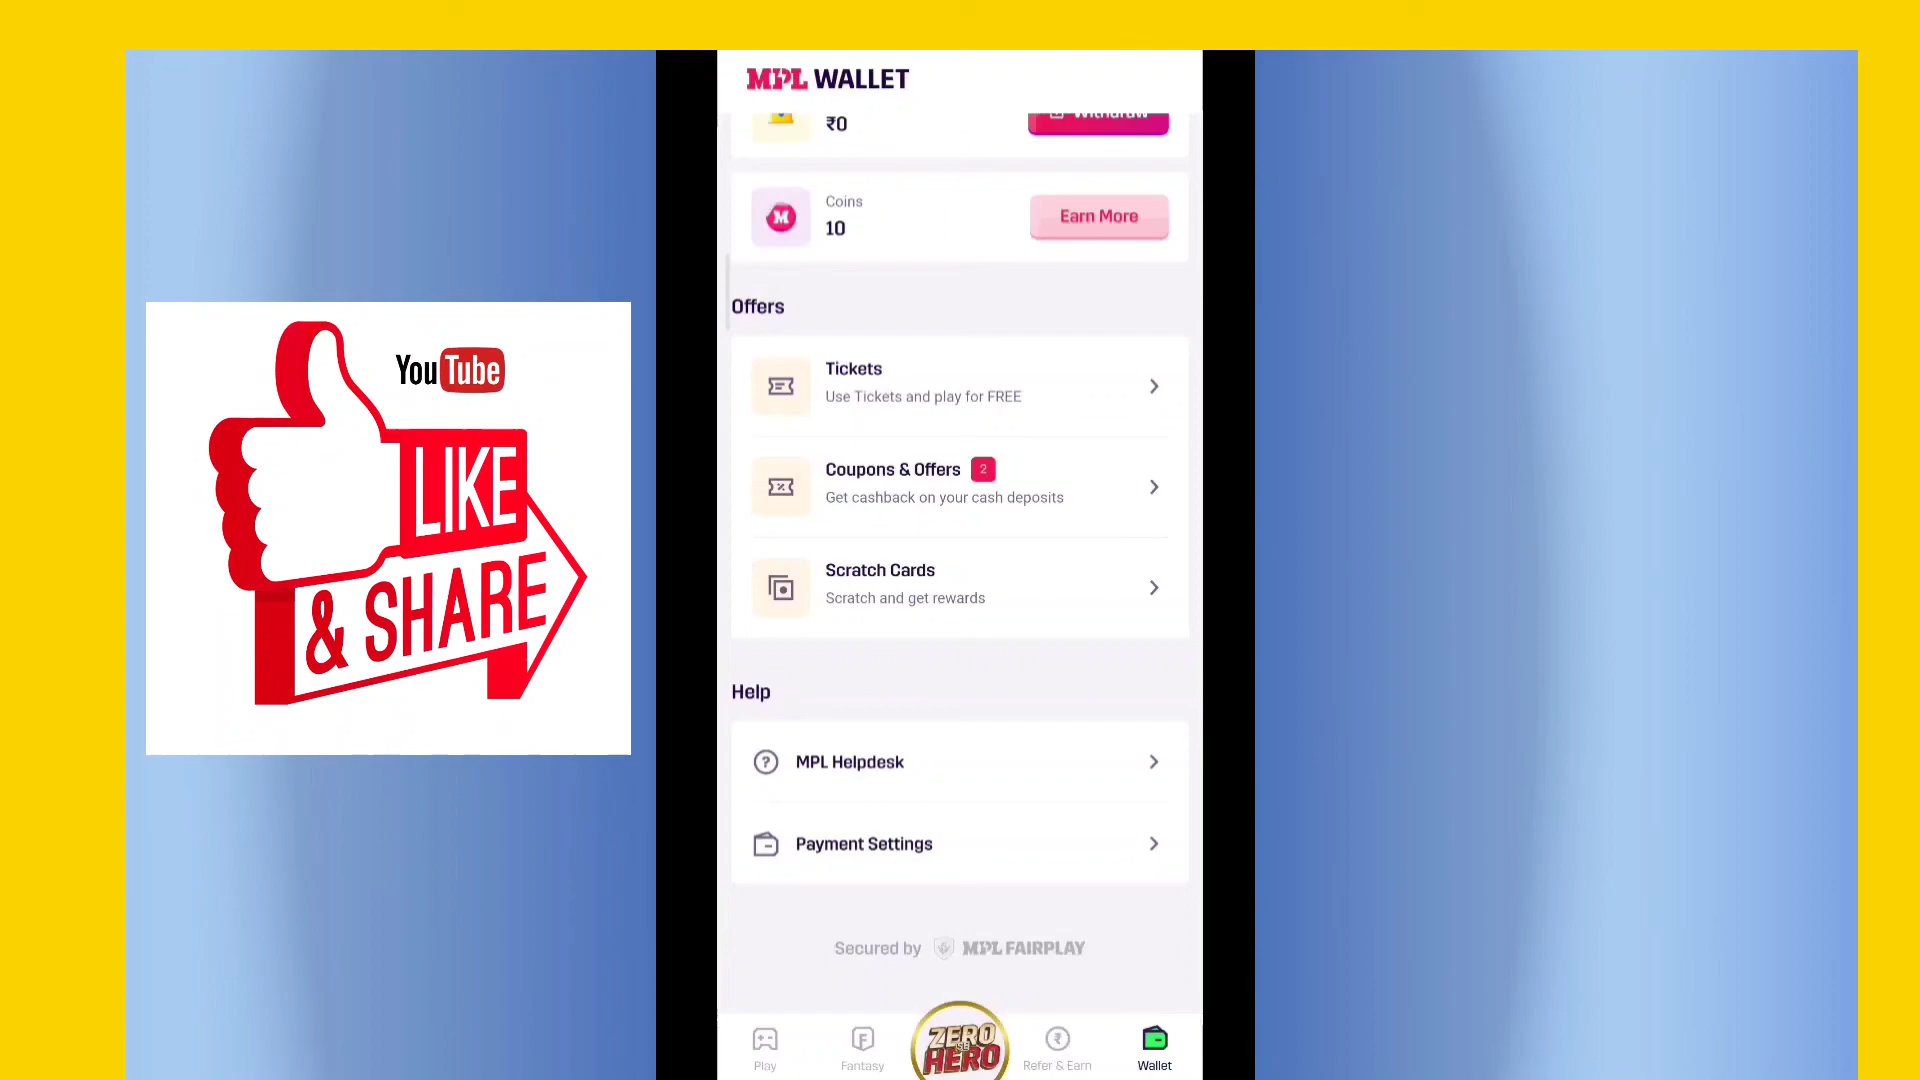 MPL WALLET
₹0
Withdraw
Coins
10
Earn More
Offers
Tickets
Use Tickets and play for FREE
Coupons & Offers 2
Get cashback on your cash deposits
Scratch Cards
Scratch and get rewards
Help
MPL Helpdesk
Payment Settings
Secured by MPL FAIRPLAY
Play
Fantasy
ZERO
SE
HERO
Refer & Earn
Wallet
YouTube
LIKE
& SHARE